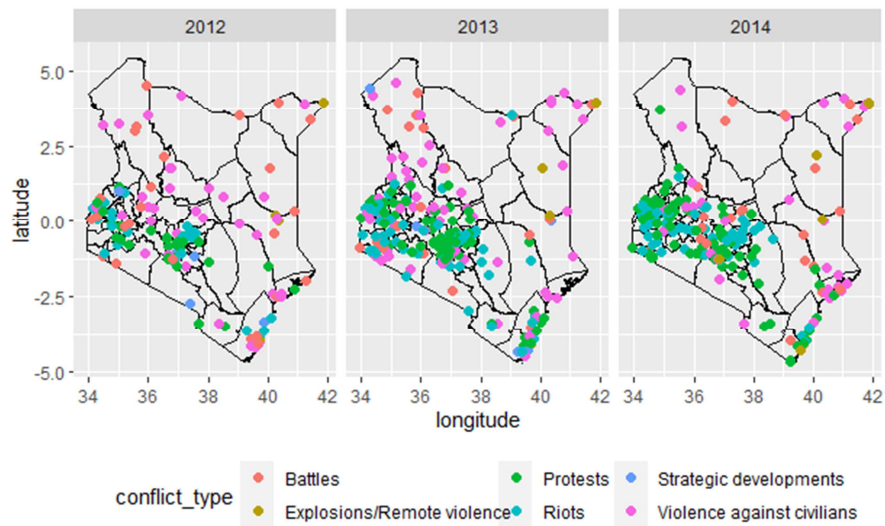 2012 2013 2014
5.0
2.5
0.0
-2.5
-5.0
latitude
34 36 38 40 42 34 36 38 40 42 34 36 38 40 42
longitude
conflict_type
Battles Protests Strategic developments
Explosions/Remote violence Riots Violence against civilians